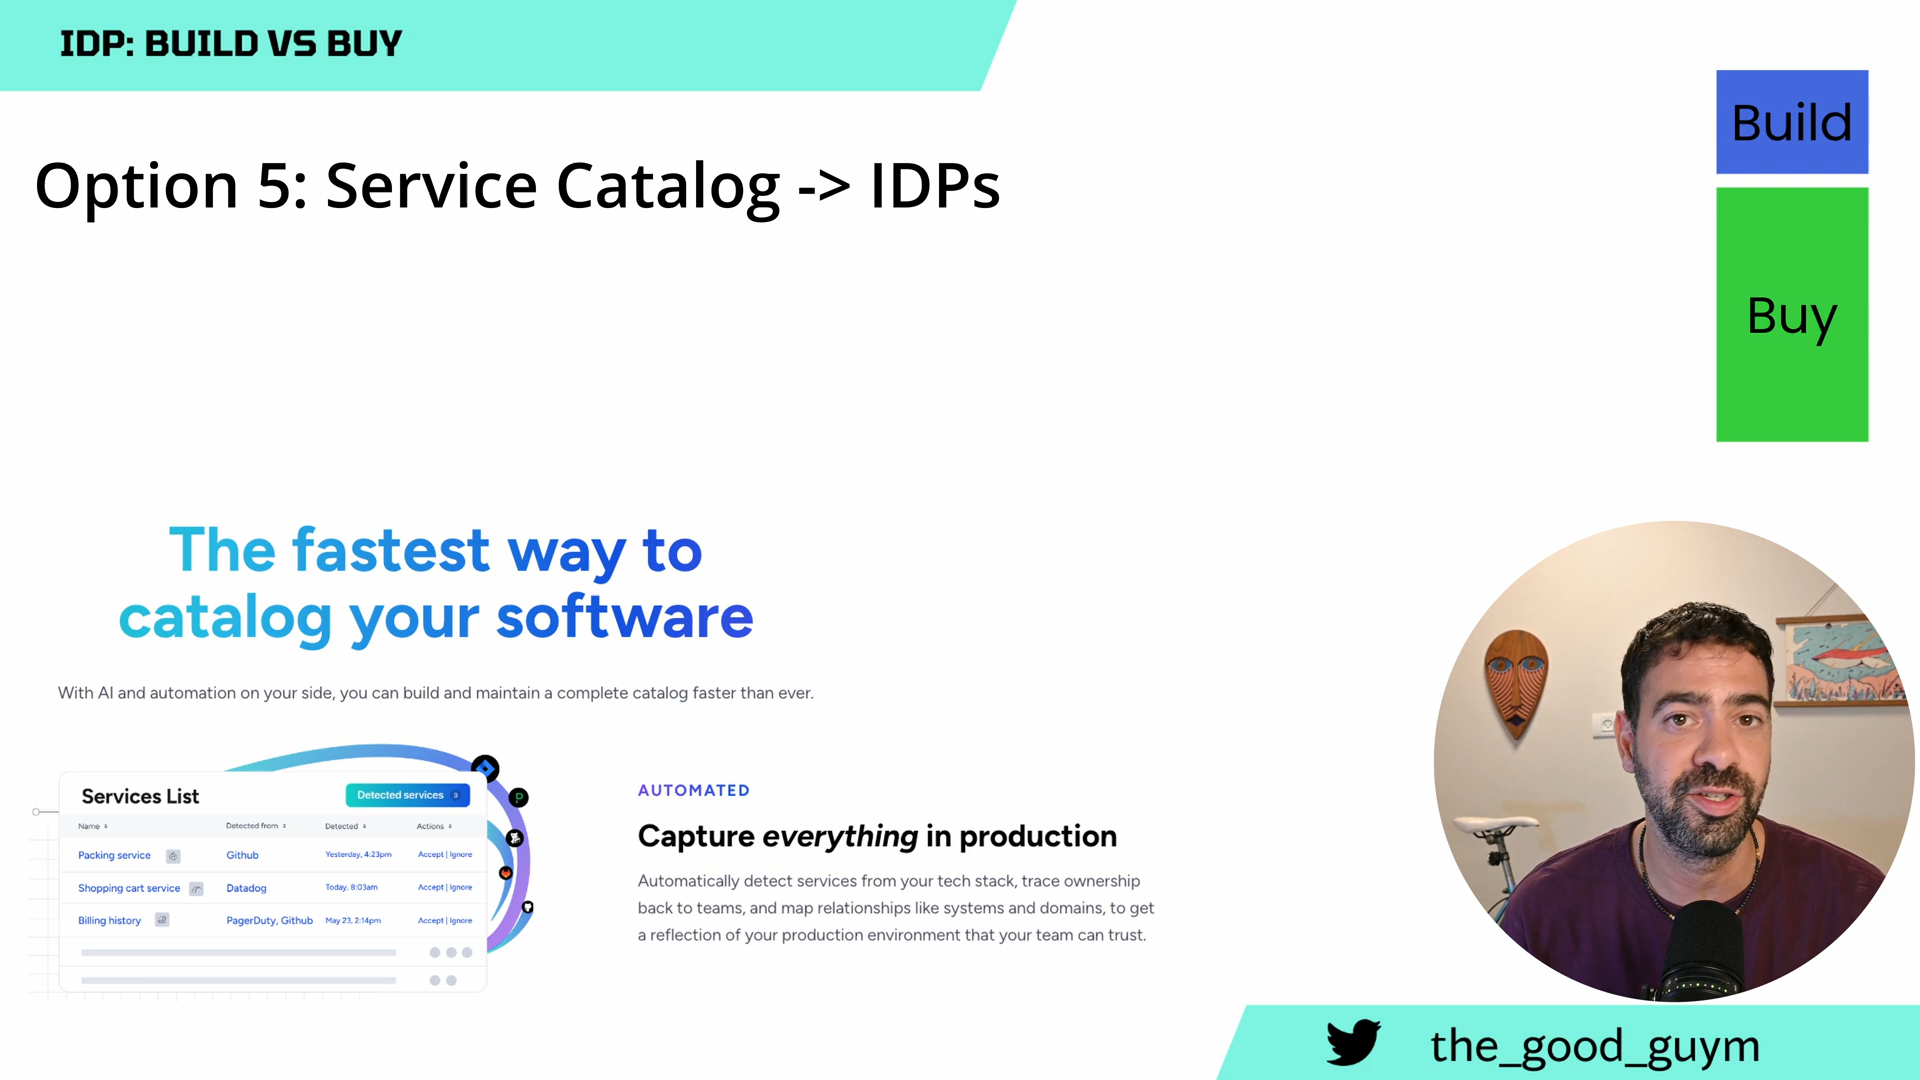 IDP: BUILD VS BUY
Option 5: Service Catalog -> IDPs
Build
Buy
The fastest way to
catalog your software
With AI and automation on your side, you can build and maintain a complete catalog faster than ever.
Services List
Detected services 3
Name Detected from Detected Actions
Packing service Github Yesterday, 4:23pm Accept | Ignore
Shopping cart service Datadog Today, 8:03am Accept | Ignore
Billing history PagerDuty, Github May 23, 2:14pm Accept | Ignore
AUTOMATED
Capture everything in production
Automatically detect services from your tech stack, trace ownership
back to teams, and map relationships like systems and domains, to get
a reflection of your production environment that your team can trust.
the_good_guym